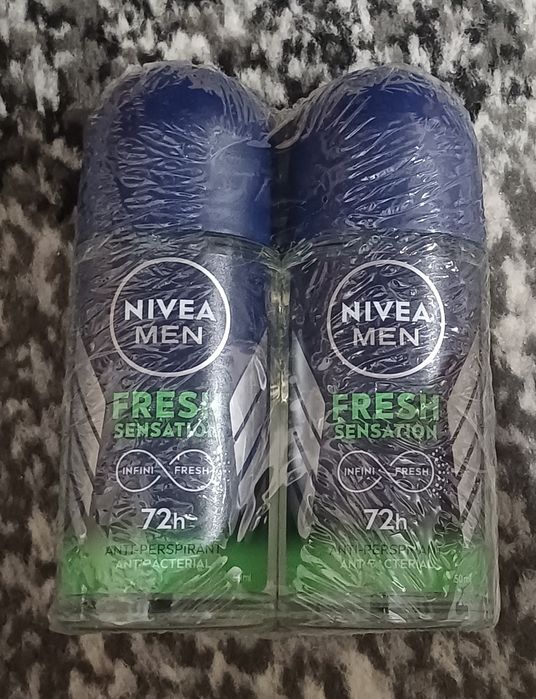 NIVEA
MEN
FRESH
SENSATION
INFINI FRESH
72h
ANTI-PERSPIRANT
ANTIBACTERIAL
NIVEA
MEN
FRESH
SENSATION
INFINI FRESH
72h
ANTI-PERSPIRANT
ANTIBACTERIAL
50ml